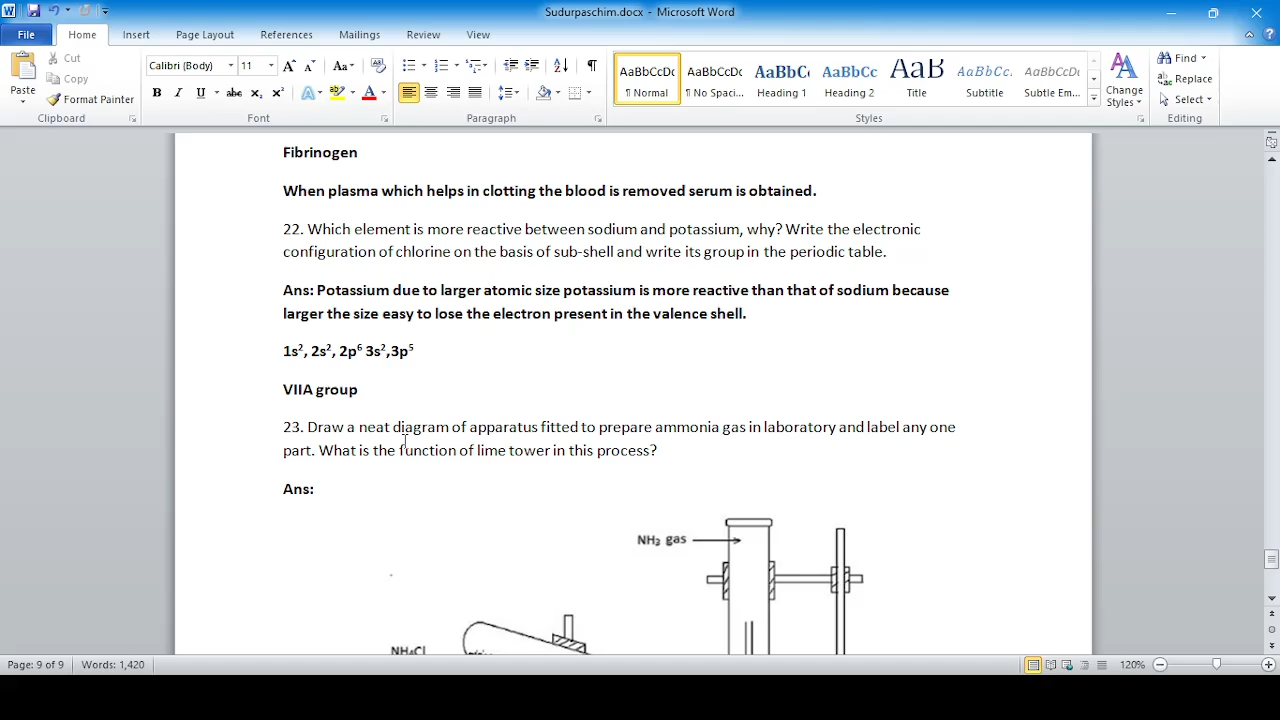 Sudurpaschim.docx - Microsoft Word
File Home Insert Page Layout References Mailings Review View
Paste
Cut
Copy
Format Painter
Clipboard
Calibri (Body) 11
Font
Paragraph
AaBbCcDc AaBbCcDc AaBbCc AaBbCc AaB AaBbCc. AaBbCcDc
¶ Normal ¶ No Spaci... Heading 1 Heading 2 Title Subtitle Subtle Em...
Styles
Change Styles
Find
Replace
Select
Editing
Fibrinogen
When plasma which helps in clotting the blood is removed serum is obtained.
22. Which element is more reactive between sodium and potassium, why? Write the electronic
configuration of chlorine on the basis of sub-shell and write its group in the periodic table.
Ans: Potassium due to larger atomic size potassium is more reactive than that of sodium because
larger the size easy to lose the electron present in the valence shell.
1s², 2s², 2p⁶ 3s²,3p⁵
VIIA group
23. Draw a neat diagram of apparatus fitted to prepare ammonia gas in laboratory and label any one
part. What is the function of lime tower in this process?
Ans:
NH₃ gas
NH₄Cl
Page: 9 of 9 Words: 1,420 120%